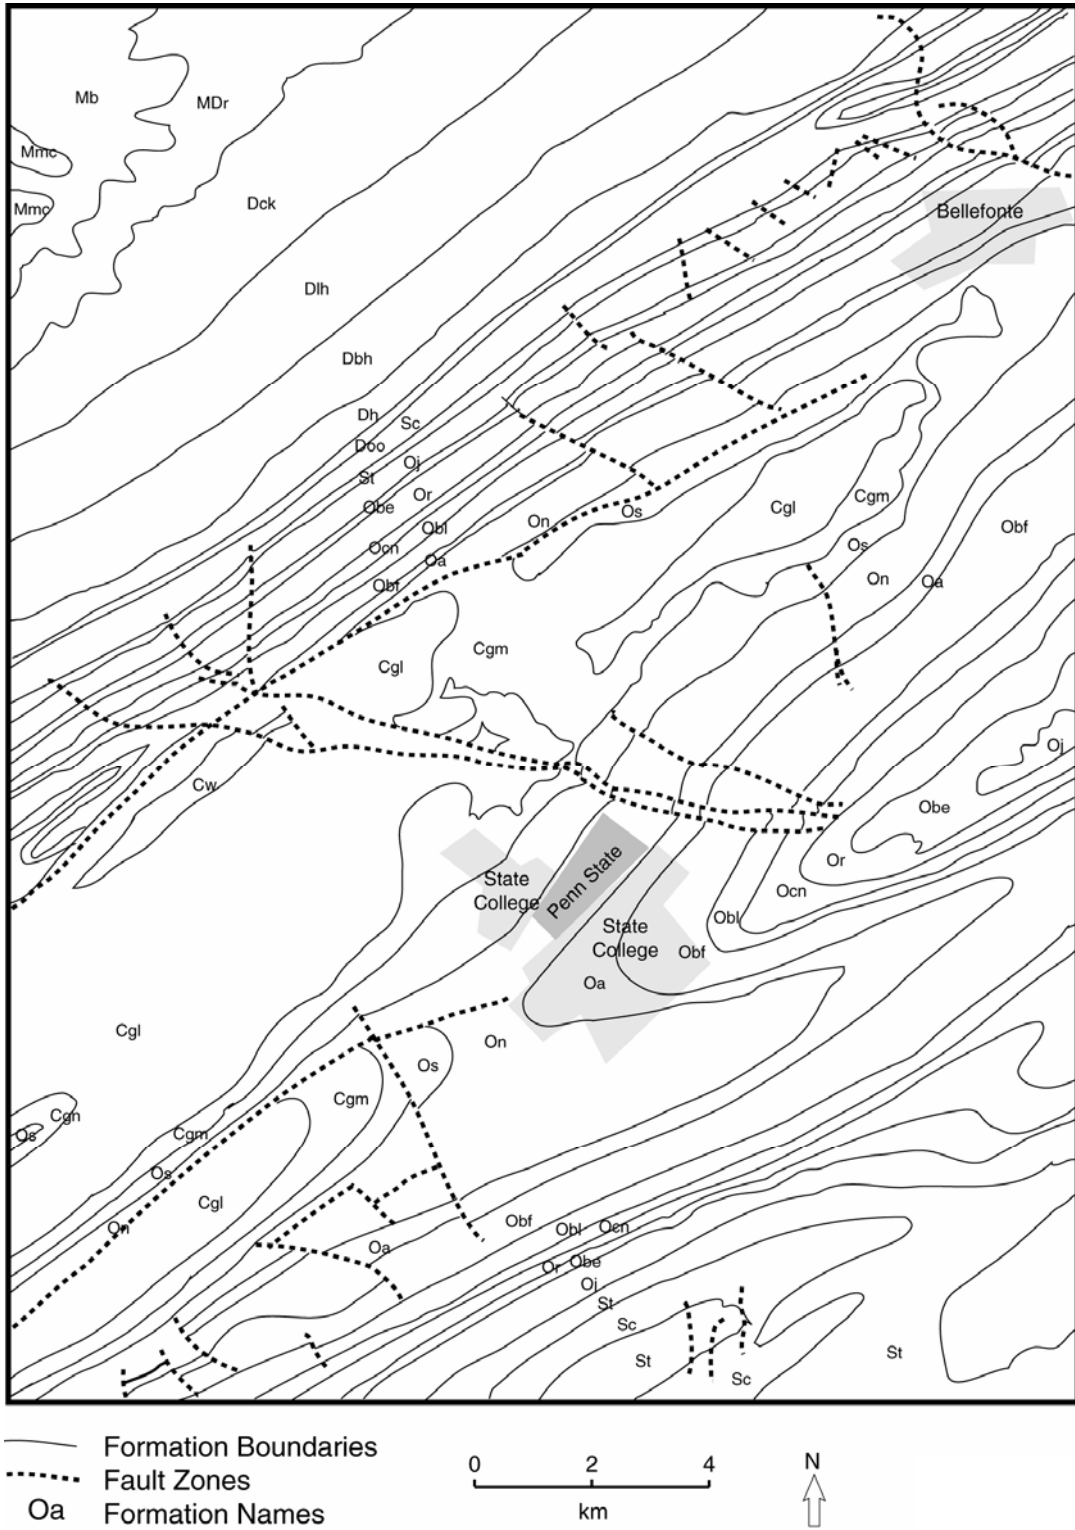 Mb
MDr
Mmc
Mmc
Dck
Bellefonte
Dlh
Dbh
Dh
Sc
Doo
Oj
St
Or
Obe
Obl
Ocn
Oa
Obf
On
Os
Cgl
Cgm
Os
On
Oa
Obf
Cgl
Cgm
Oj
Cw
Obe
Or
State
College
Penn State
Ocn
Obl
State
College
Obf
Oa
Cgl
On
Os
Cgm
Cgn
Os
Cgm
Os
Cgl
On
Oa
Obf
Obl
Ocn
Or
Obe
Oj
St
Sc
St
Sc
St
Formation Boundaries
Fault Zones
Oa Formation Names
0 2 4
km
N